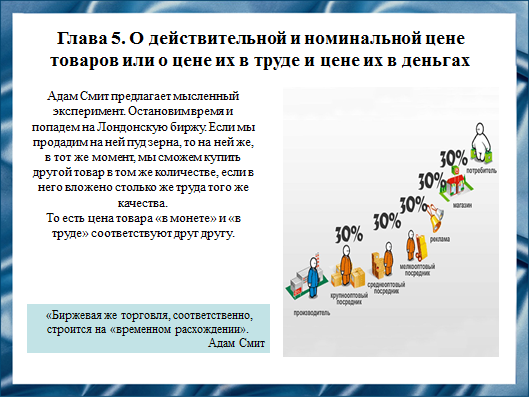 Глава 5. О действительной и номинальной цене
товаров или о цене их в труде и цене их в деньгах
Адам Смит предлагает мысленный
эксперимент. Остановим время и
попадем на Лондонскую биржу. Если мы
продадим на ней пуд зерна, то на ней же,
в тот же момент, мы сможем купить
другой товар в том же количестве, если в
него вложено столько же труда того же
качества.
То есть цена товара «в монете» и «в
труде» соответствуют друг другу.
«Биржевая же торговля, соответственно,
строится на «временном расхождении».
Адам Смит
30%
потребитель
30%
магазин
30%
реклама
30%
мелкооптовый
посредник
30%
среднеоптовый
посредник
крупнооптовый
посредник
производитель